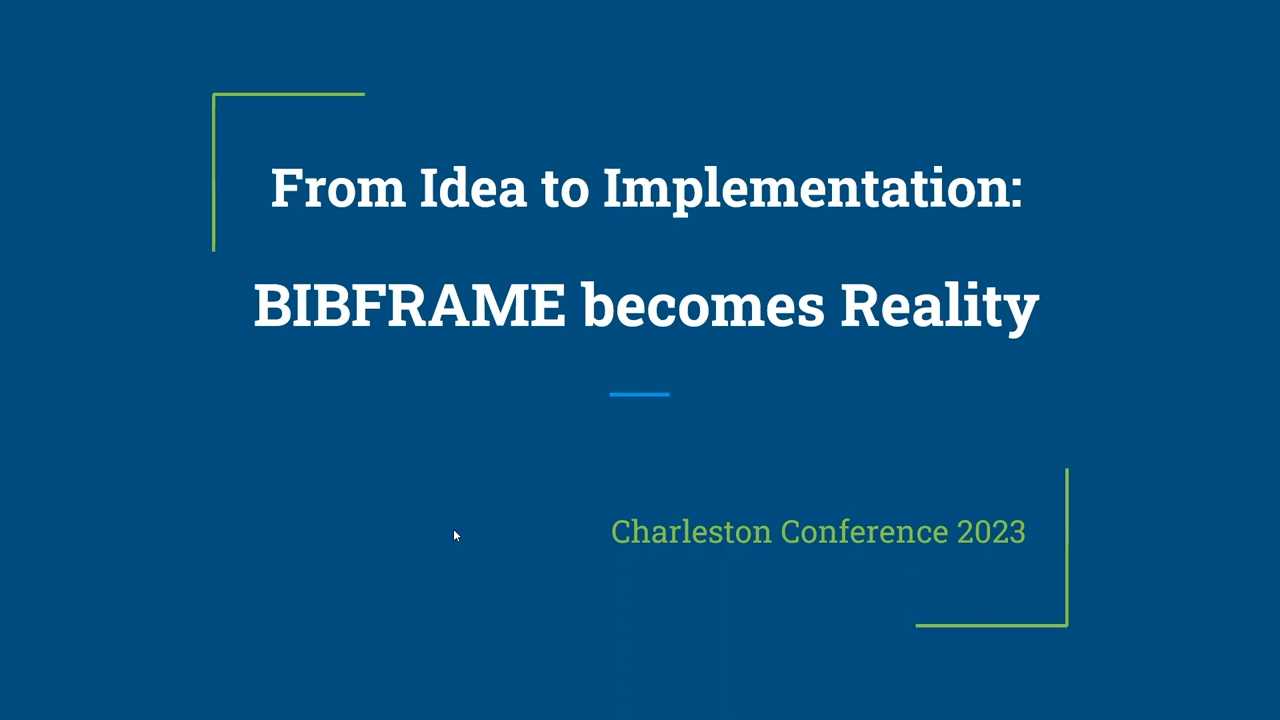 From Idea to Implementation:
BIBFRAME becomes Reality
Charleston Conference 2023